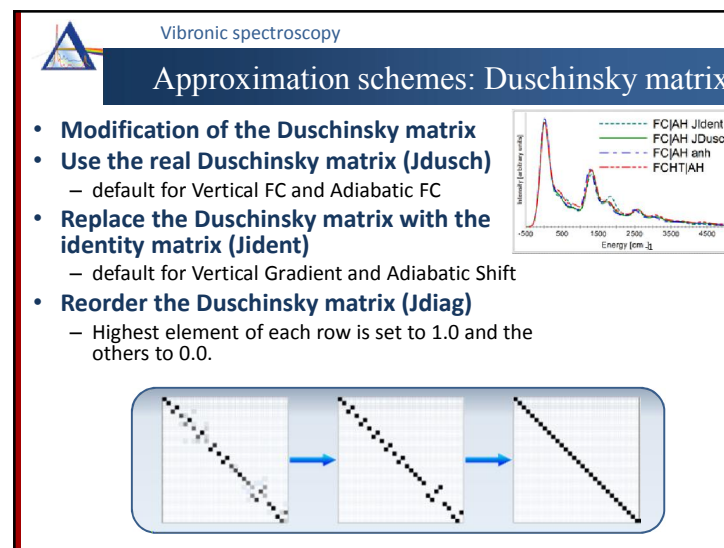 Vibronic spectroscopy
Approximation schemes: Duschinsky matrix
• Modification of the Duschinsky matrix
• Use the real Duschinsky matrix (Jdusch)
– default for Vertical FC and Adiabatic FC
• Replace the Duschinsky matrix with the
identity matrix (Jident)
– default for Vertical Gradient and Adiabatic Shift
• Reorder the Duschinsky matrix (Jdiag)
– Highest element of each row is set to 1.0 and the
others to 0.0.
FC|AH JIdent
FC|AH JDusc
FC|AH anh
FCHT|AH
Intensity [arbitrary units]
-500 500 1500 2500 3500 4500